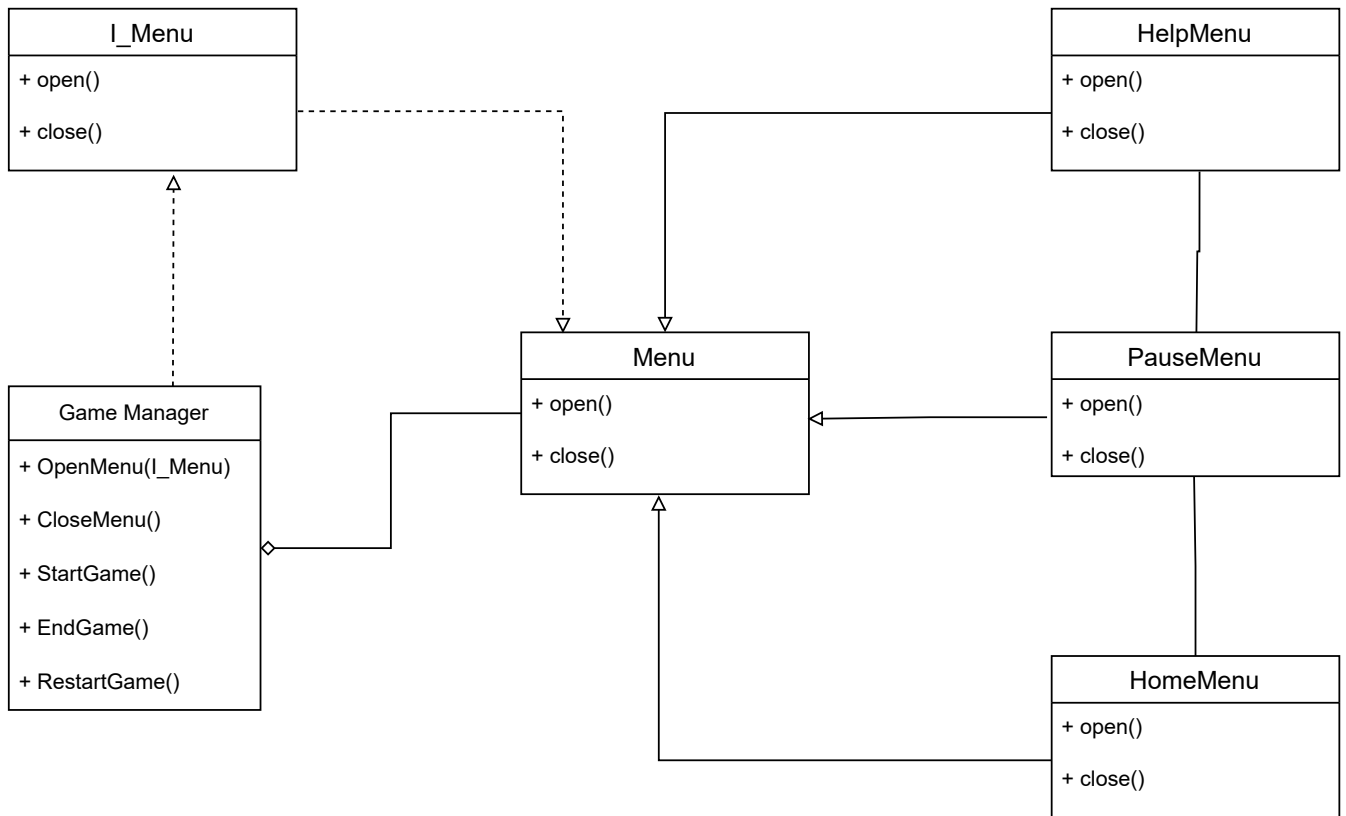 I_Menu
+ open()
+ close()
HelpMenu
+ open()
+ close()
Game Manager
+ OpenMenu(I_Menu)
+ CloseMenu()
+ StartGame()
+ EndGame()
+ RestartGame()
Menu
+ open()
+ close()
PauseMenu
+ open()
+ close()
HomeMenu
+ open()
+ close()